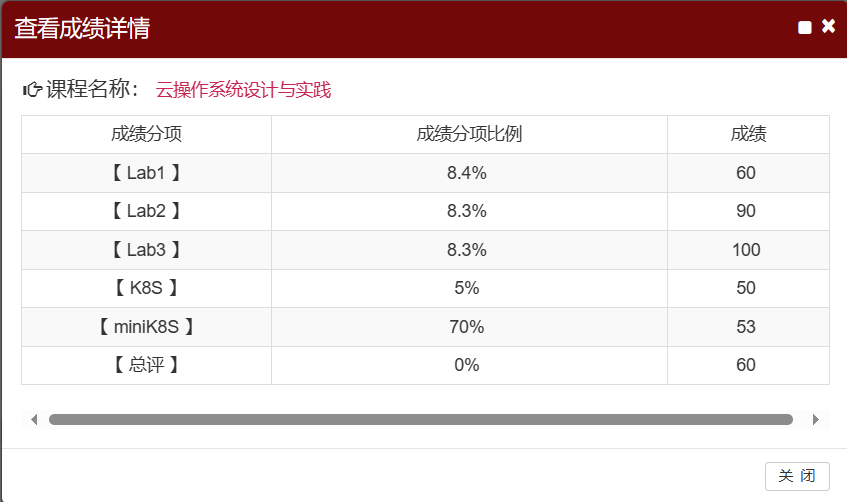 查看成绩详情
课程名称： 云操作系统设计与实践
成绩分项 成绩分项比例 成绩
【 Lab1 】 8.4% 60
【 Lab2 】 8.3% 90
【 Lab3 】 8.3% 100
【 K8S 】 5% 50
【 miniK8S 】 70% 53
【 总评 】 0% 60
关 闭